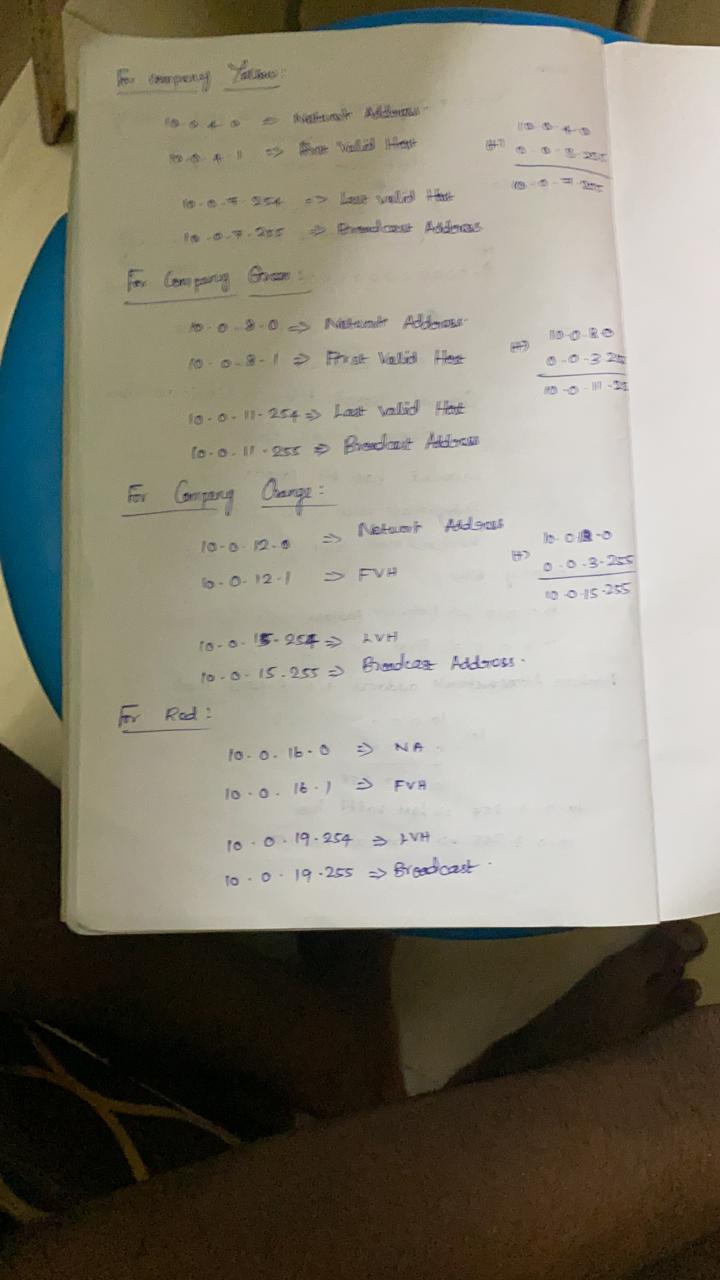 For Company Yellow:
10.0.4.0 => Network Address.
10.0.4.1 => First Valid Host
(+) 10.0.4.0
0.0.3.255
10.0.7.255
10.0.7.254 => Last valid Host
10.0.7.255 => Broadcast Address
For Company Green:
10.0.8.0 => Network Address.
10.0.8.1 => First Valid Host
(+) 10.0.8.0
0.0.3.255
10.0.11.25
10.0.11.254 => Last valid Host
10.0.11.255 => Broadcast Address
For Company Orange:
10.0.12.0 => Network Address
10.0.12.1 => FVH
(+) 10.0.12.0
0.0.3.255
10.0.15.255
10.0.15.254 => LVH
10.0.15.255 => Broadcast Address.
For Red:
10.0.16.0 => NA
10.0.16.1 => FVH
10.0.19.254 => LVH
10.0.19.255 => Broadcast.